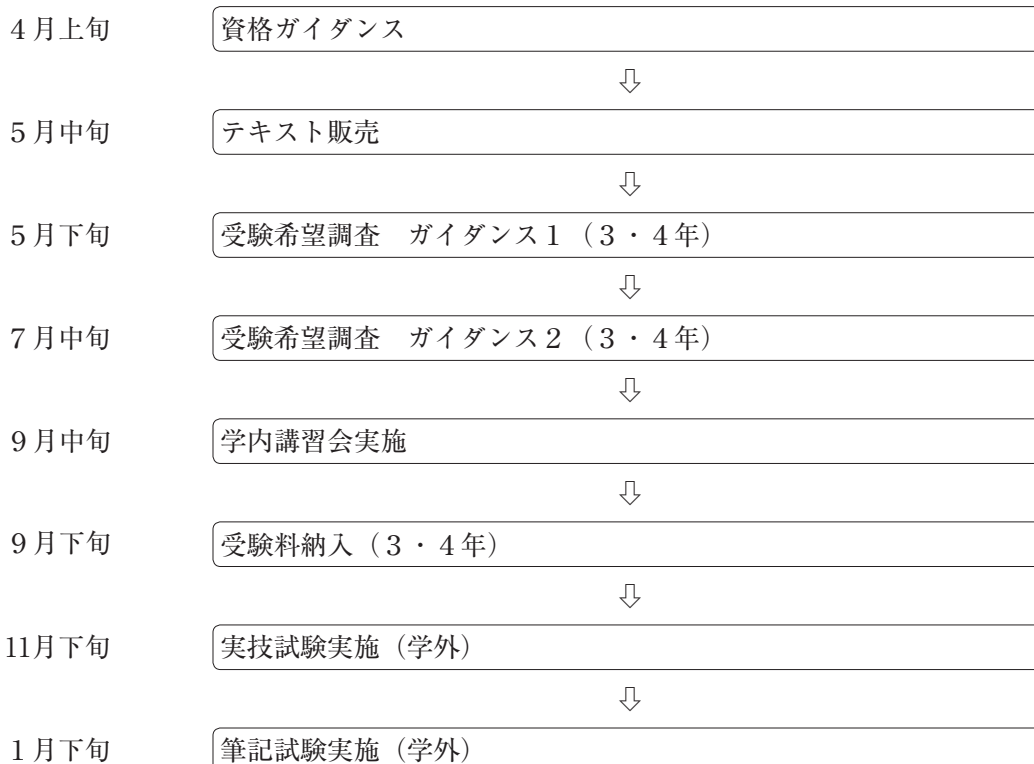 4月上旬 資格ガイダンス
⇩
5月中旬 テキスト販売
⇩
5月下旬 受験希望調査　ガイダンス1（3・4年）
⇩
7月中旬 受験希望調査　ガイダンス2（3・4年）
⇩
9月中旬 学内講習会実施
⇩
9月下旬 受験料納入（3・4年）
⇩
11月下旬 実技試験実施（学外）
⇩
1月下旬 筆記試験実施（学外）